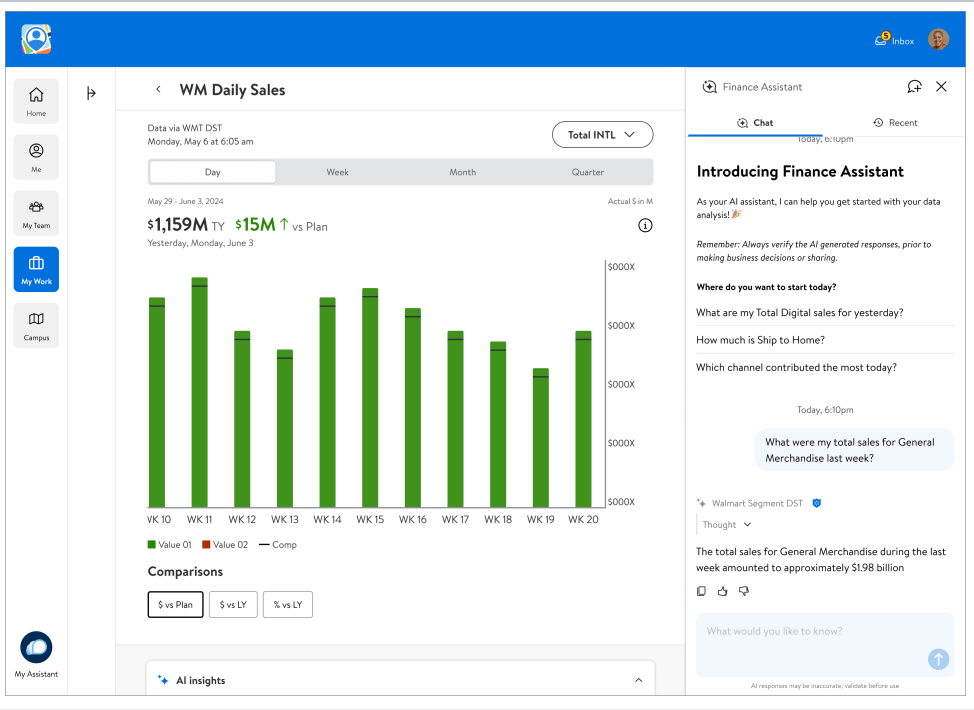 5
Inbox
Home
Me
My Team
My Work
Campus
My Assistant
WM Daily Sales
Data via WMT DST
Monday, May 6 at 6:05 am
Total INTL
Day
Week
Month
Quarter
May 29 - June 3, 2024
Actual $ in M
$1,159M TY $15M ↑ vs Plan
Yesterday, Monday, June 3
$000X
$000X
$000X
$000X
$000X
WK 10
WK 11
WK 12
WK 13
WK 14
WK 15
WK 16
WK 17
WK 18
WK 19
WK 20
Value 01
Value 02
Comp
Comparisons
$ vs Plan
$ vs LY
% vs LY
AI insights
Finance Assistant
Chat
Recent
Today, 6:10pm
Introducing Finance Assistant
As your AI assistant, I can help you get started with your data
analysis! 🎉
Remember: Always verify the AI generated responses, prior to
making business decisions or sharing.
Where do you want to start today?
What are my Total Digital sales for yesterday?
How much is Ship to Home?
Which channel contributed the most today?
Today, 6:10pm
What were my total sales for General
Merchandise last week?
Walmart Segment DST
Thought
The total sales for General Merchandise during the last
week amounted to approximately $1.98 billion
What would you like to know?
AI responses may be inaccurate; validate before use